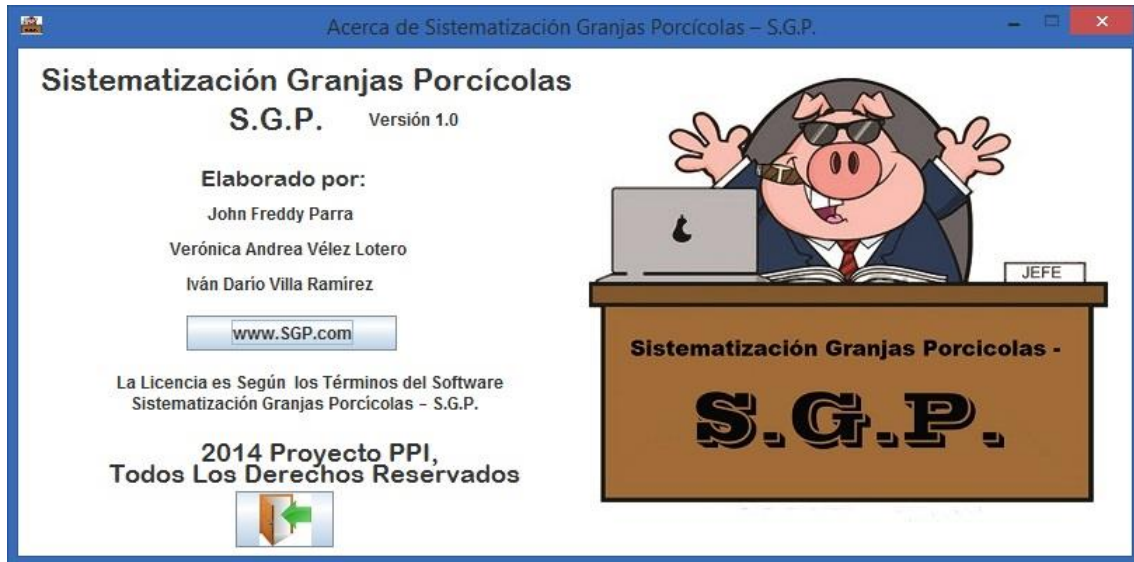 Acerca de Sistematización Granjas Porcícolas – S.G.P.
Sistematización Granjas Porcícolas
S.G.P. Versión 1.0
Elaborado por:
John Freddy Parra
Verónica Andrea Vélez Lotero
Iván Darío Villa Ramírez
www.SGP.com
La Licencia es Según los Términos del Software
Sistematización Granjas Porcícolas – S.G.P.
2014 Proyecto PPI,
Todos Los Derechos Reservados
JEFE
Sistematización Granjas Porcicolas -
S.G.P.